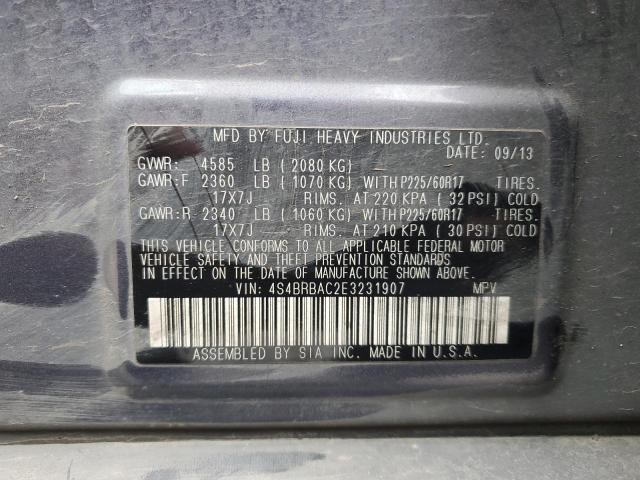 MFD BY FUJI HEAVY INDUSTRIES LTD.
DATE: 09/13
GVWR: 4585 LB ( 2080 KG)
GAWR:F 2360 LB ( 1070 KG) WITH P225/60R17 TIRES.
17X7J RIMS. AT 220 KPA ( 32 PSI) COLD
GAWR:R 2340 LB ( 1060 KG) WITH P225/60R17 TIRES.
17X7J RIMS. AT 210 KPA ( 30 PSI) COLD
THIS VEHICLE CONFORMS TO ALL APPLICABLE FEDERAL MOTOR
VEHICLE SAFETY AND THEFT PREVENTION STANDARDS
IN EFFECT ON THE DATE OF MANUFACTURE SHOWN ABOVE.
VIN: 4S4BRBAC2E3231907 MPV
ASSEMBLED BY SIA INC. MADE IN U.S.A.